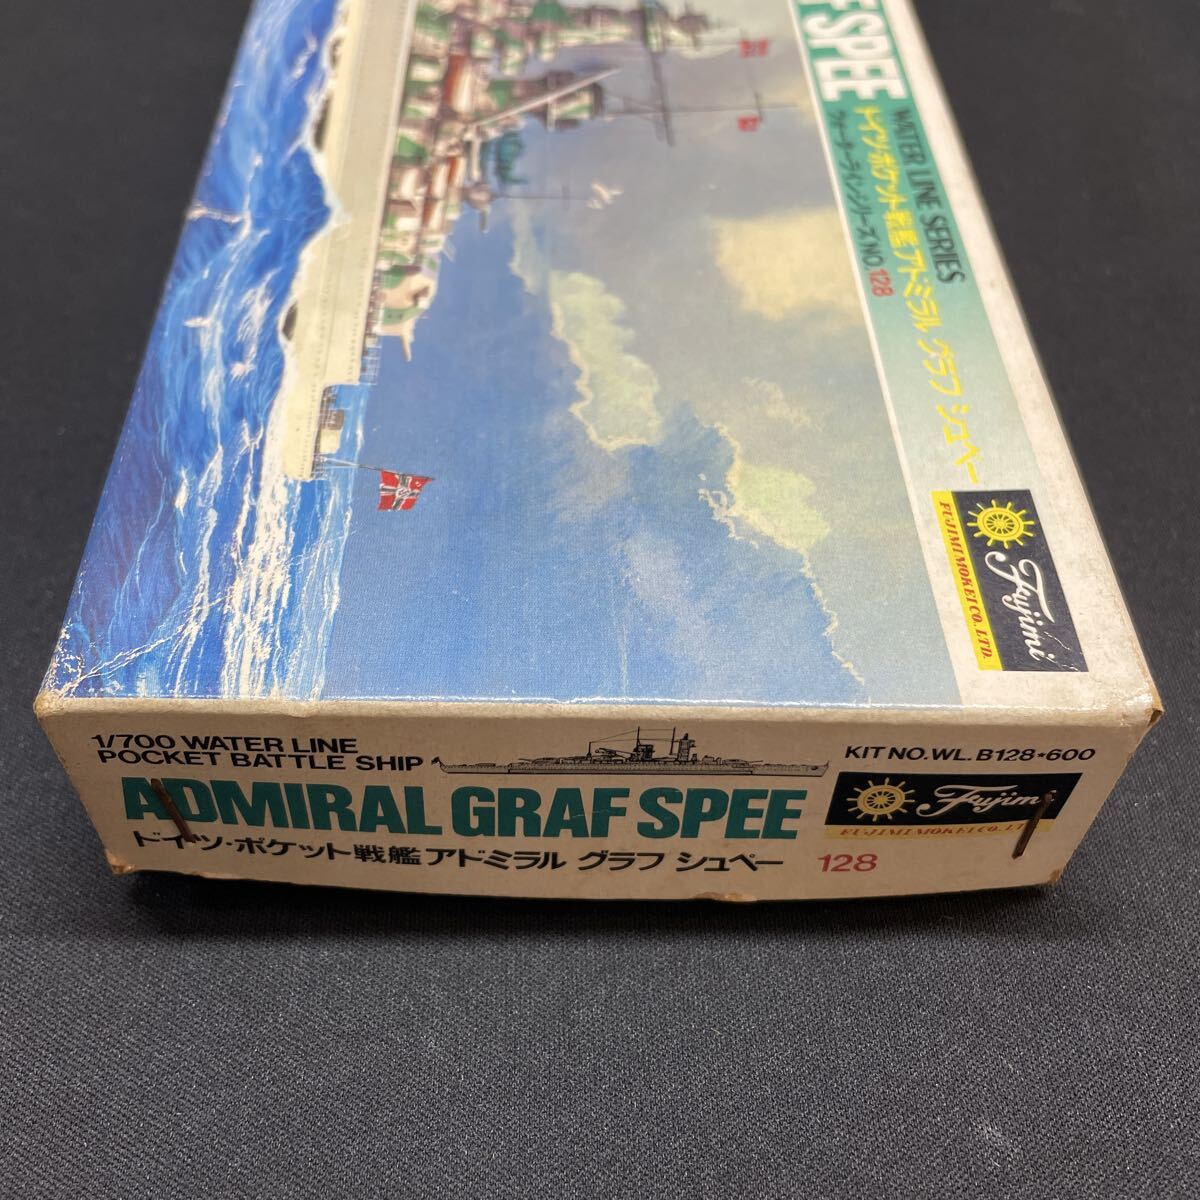 F SPEE
WATER LINE SERIES
ドイツ・ポケット戦艦アドミラル グラフ シュペー
ウォーターラインシリーズNO.128
Fujimi
FUJIMI MOKEI CO., LTD.
1/700 WATER LINE
POCKET BATTLE SHIP
KIT NO. WL. B128★600
ADMIRAL GRAF SPEE
Fujimi
FUJIMI MOKEI CO., LT
ドイツ・ポケット戦艦アドミラル グラフ シュペー 128